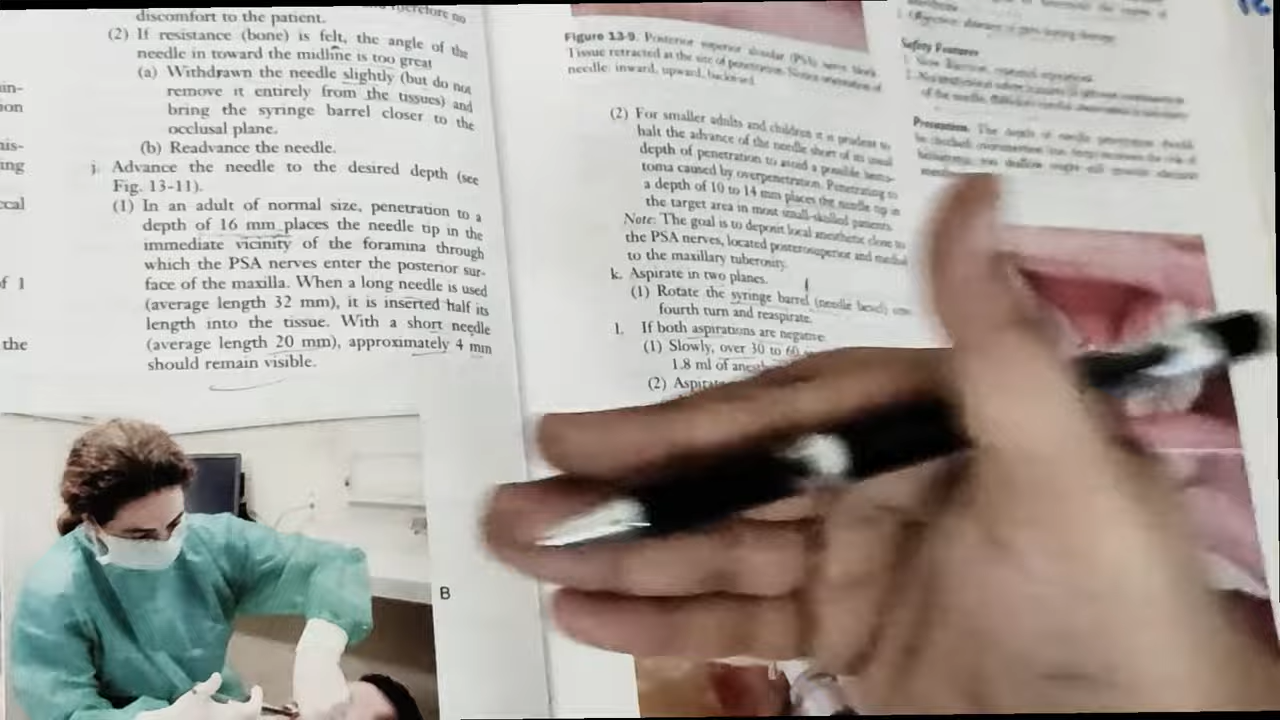 therefore no
discomfort to the patient.
(2) If resistance (bone) is felt, the angle of the
needle in toward the midline is too great
(a) Withdrawn the needle slightly (but do not
remove it entirely from the tissues) and
bring the syringe barrel closer to the
occlusal plane.
(b) Readvance the needle.
j. Advance the needle to the desired depth (see
Fig. 13-11).
(1) In an adult of normal size, penetration to a
depth of 16 mm places the needle tip in the
immediate vicinity of the foramina through
which the PSA nerves enter the posterior sur-
face of the maxilla. When a long needle is used
(average length 32 mm), it is inserted half its
length into the tissue. With a short needle
(average length 20 mm), approximately 4 mm
should remain visible.
ing
f 1
the
B
Figure 13-9. Posterior superior alveolar (PSA) nerve block.
Tissue retracted at the site of penetration. Notice orientation of
needle: inward, upward, backward.
(2) For smaller adults and children it is prudent to
halt the advance of the needle short of its usual
depth of penetration to avoid a possible hema-
toma caused by overpenetration. Penetrating to
a depth of 10 to 14 mm places the needle tip in
the target area in most small-skulled patients.
Note: The goal is to deposit local anesthetic close to
the PSA nerves, located posterosuperior and medial
to the maxillary tuberosity.
k. Aspirate in two planes.
(1) Rotate the syringe barrel (needle bevel) one
fourth turn and reaspirate.
l. If both aspirations are negative:
(1) Slowly, over 30 to 60
1.8 ml of
(2)
Safety Features
Precaution: The depth of needle penetration should